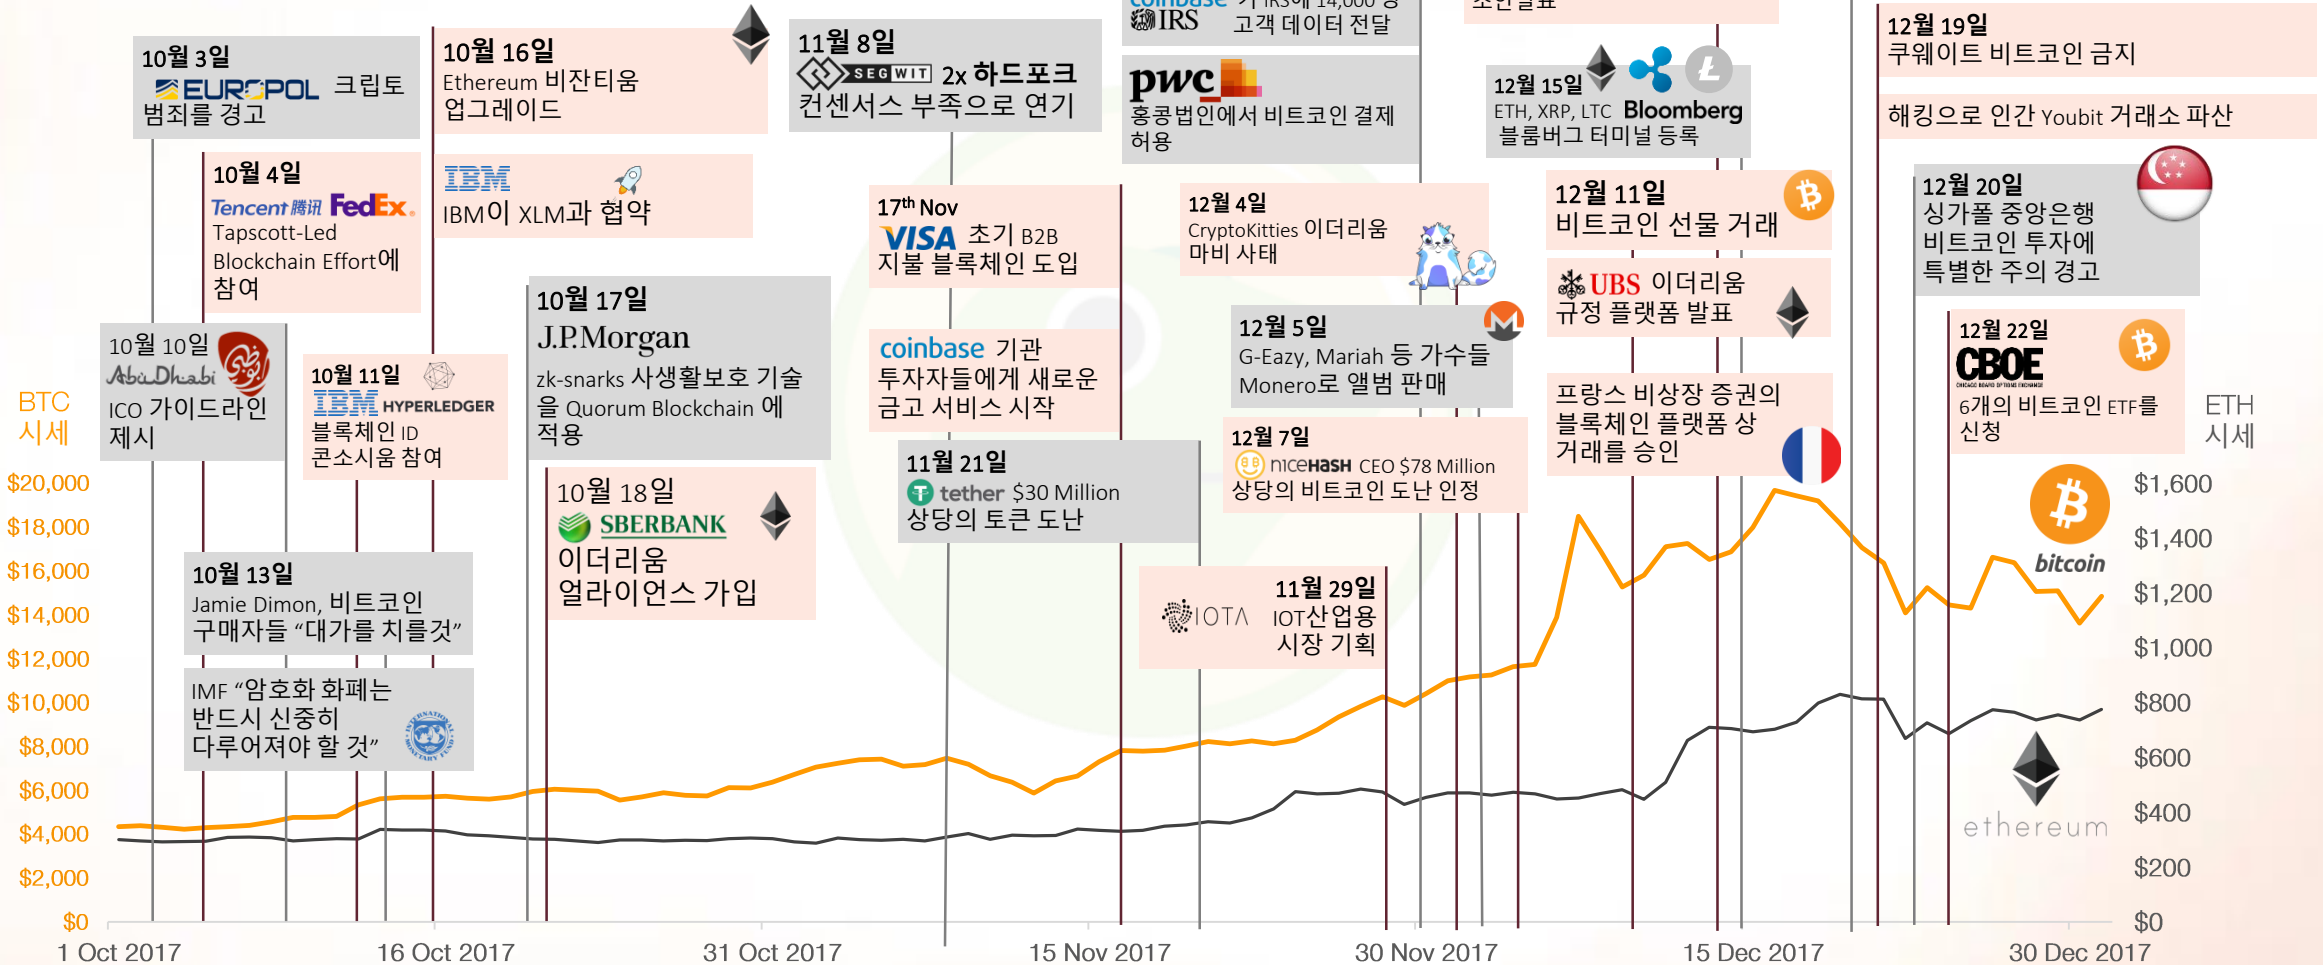 10월 3일
EUROPOL 크립토
범죄를 경고
10월 4일
Tencent 腾讯 FedEx.
Tapscott-Led
Blockchain Effort에
참여
10월 10일
Abu Dhabi
ICO 가이드라인
제시
10월 11일
IBM HYPERLEDGER
블록체인 ID
콘소시움 참여
10월 13일
Jamie Dimon, 비트코인
구매자들 “대가를 치를것”
IMF “암호화 화폐는
반드시 신중히
다루어져야 할 것”
INTERNATIONAL MONETARY FUND
10월 16일
Ethereum 비잔티움
업그레이드
IBM
IBM이 XLM과 협약
10월 17일
J.P.Morgan
zk-snarks 사생활보호 기술
을 Quorum Blockchain 에
적용
10월 18일
SBERBANK
이더리움
얼라이언스 가입
11월 8일
SEGWIT 2x 하드포크
컨센서스 부족으로 연기
17th Nov
VISA 초기 B2B
지불 블록체인 도입
coinbase 기관
투자자들에게 새로운
금고 서비스 시작
11월 21일
tether $30 Million
상당의 토큰 도난
11월 29일
IOTA IOT산업용
시장 기획
coinbase 가 IRS에 14,000 명
IRS 고객 데이터 전달
pwc
홍콩법인에서 비트코인 결제
허용
12월 4일
CryptoKitties 이더리움
마비 사태
12월 5일
G-Eazy, Mariah 등 가수들
Monero로 앨범 판매
12월 7일
nicehash CEO $78 Million
상당의 비트코인 도난 인정
12월 11일
비트코인 선물 거래
UBS 이더리움
규정 플랫폼 발표
프랑스 비상장 증권의
블록체인 플랫폼 상
거래를 승인
12월 15일
ETH, XRP, LTC Bloomberg
블룸버그 터미널 등록
12월 19일
쿠웨이트 비트코인 금지
해킹으로 인간 Youbit 거래소 파산
12월 20일
싱가폴 중앙은행
비트코인 투자에
특별한 주의 경고
12월 22일
CBOE
CHICAGO BOARD OPTIONS EXCHANGE
6개의 비트코인 ETF를
신청
BTC
시세
$20,000
$18,000
$16,000
$14,000
$12,000
$10,000
$8,000
$6,000
$4,000
$2,000
$0
ETH
시세
$1,600
$1,400
$1,200
$1,000
$800
$600
$400
$200
$0
bitcoin
ethereum
1 Oct 2017
16 Oct 2017
31 Oct 2017
15 Nov 2017
30 Nov 2017
15 Dec 2017
30 Dec 2017